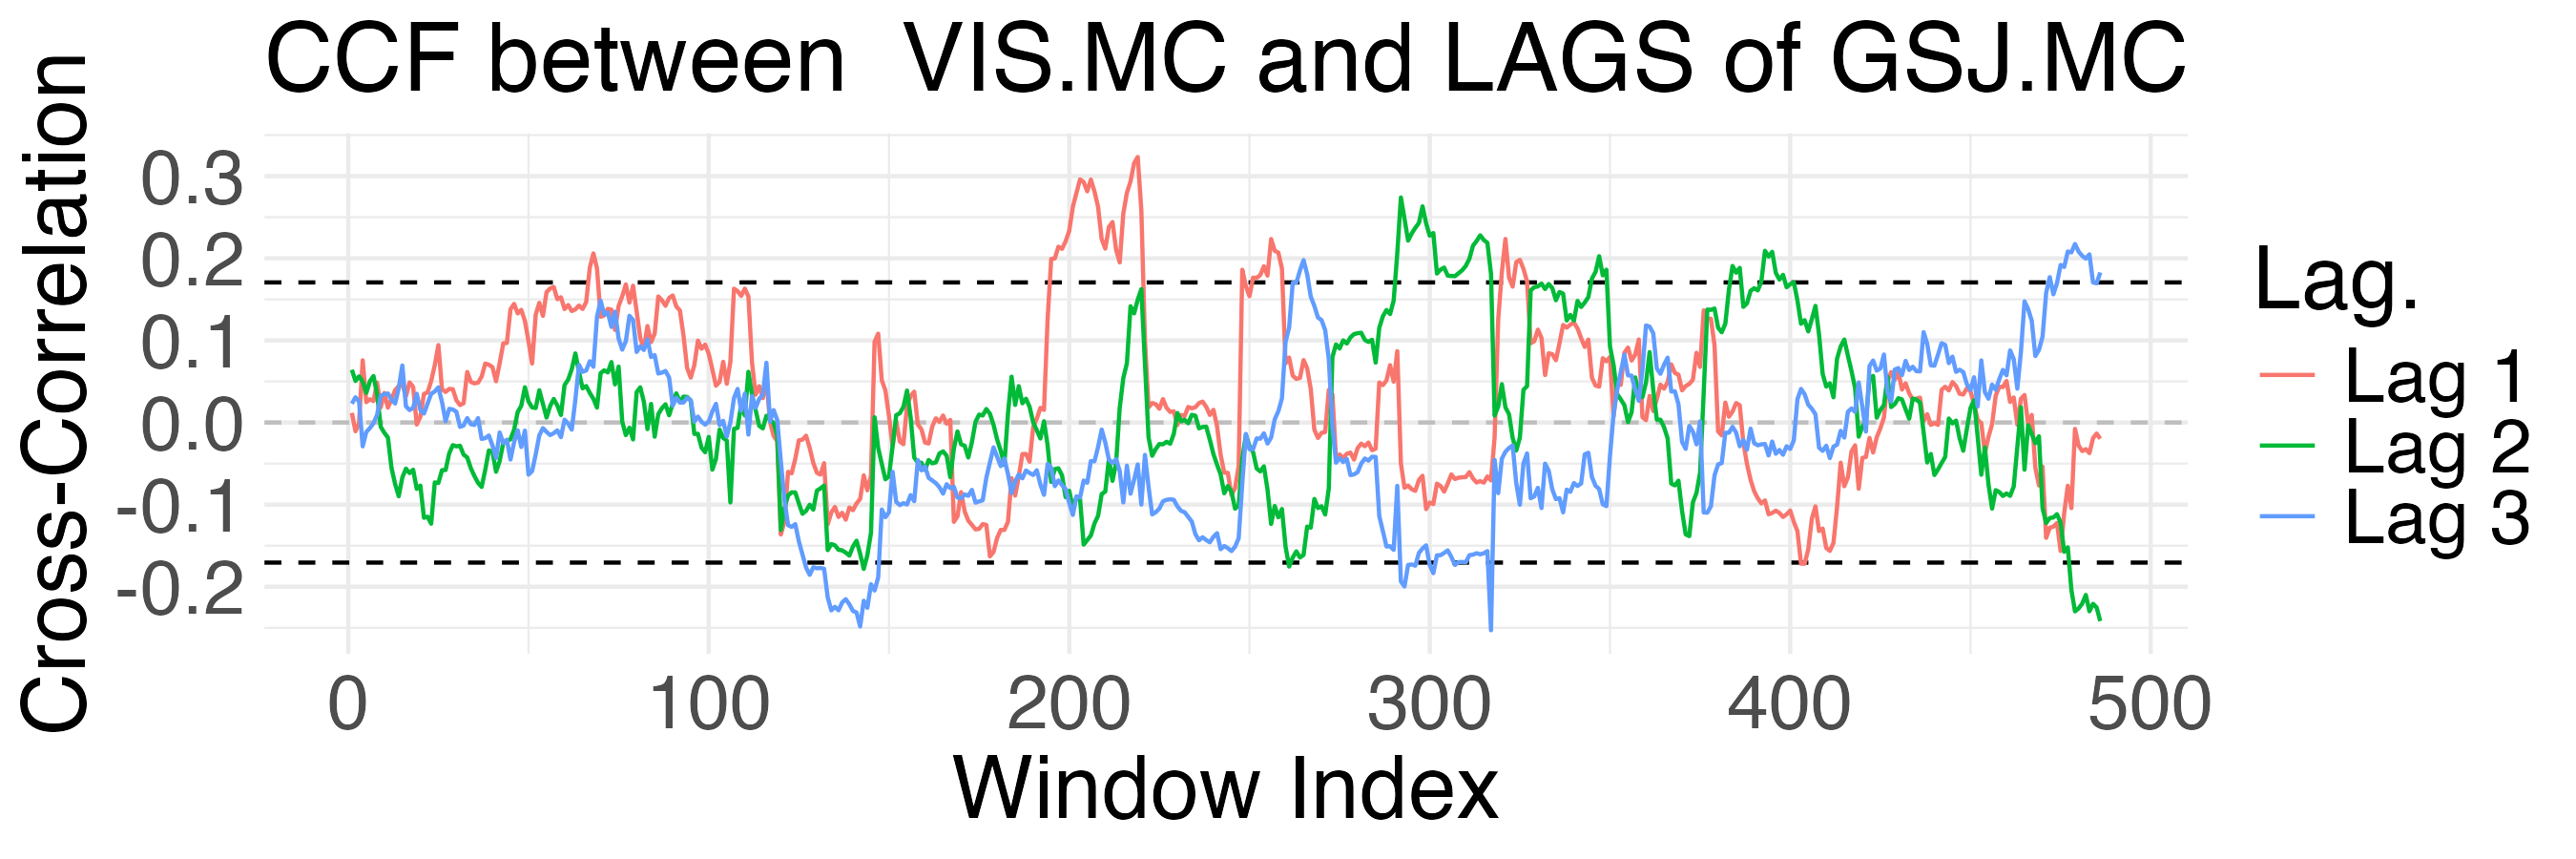 CCF between  VIS.MC and LAGS of GSJ.MC
Cross-Correlation
0.3
0.2
0.1
0.0
-0.1
-0.2
0 100 200 300 400 500
Window Index
Lag.
Lag 1
Lag 2
Lag 3